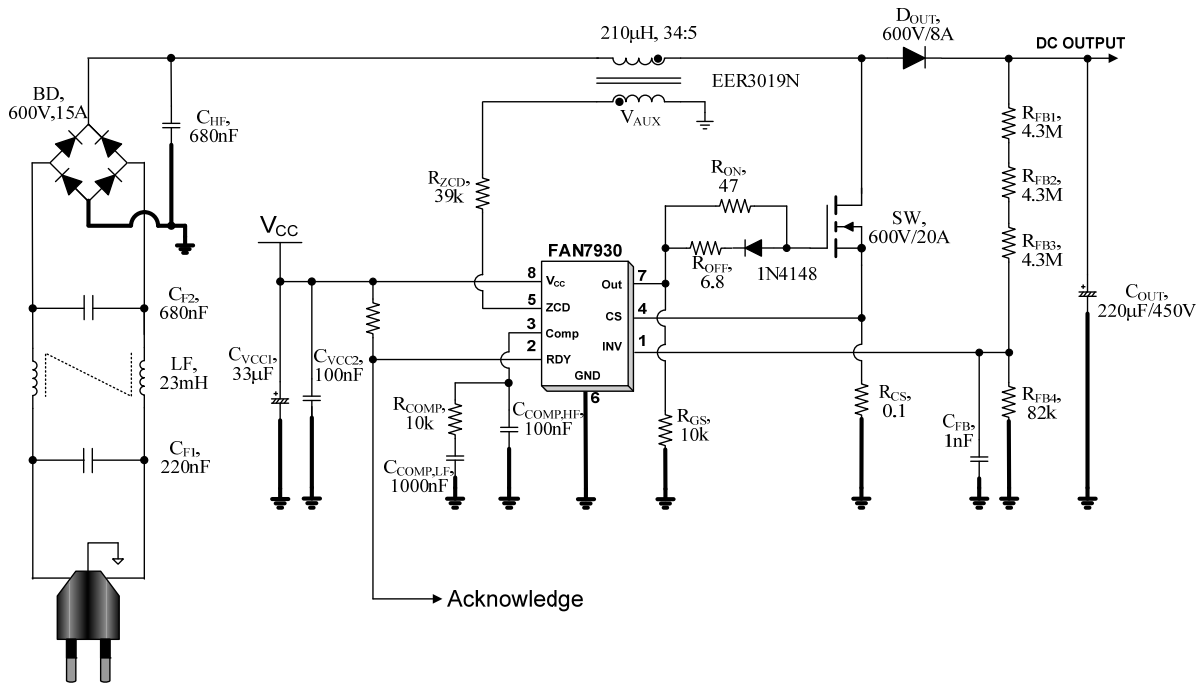 210µH, 34:5
EER3019N
VAUX
DOUT,
600V/8A
DC OUTPUT
BD,
600V,15A
CHF,
680nF
RZCD,
39k
RON,
47
ROFF,
6.8
1N4148
SW,
600V/20A
RFB1,
4.3M
RFB2,
4.3M
RFB3,
4.3M
COUT,
220µF/450V
VCC
FAN7930
8
VCC
5
ZCD
3
Comp
2
RDY
GND
6
Out
7
CS
4
INV
1
CF2,
680nF
LF,
23mH
CF1,
220nF
CVCC1,
33µF
CVCC2,
100nF
RCOMP,
10k
CCOMP,LF,
1000nF
CCOMP,HF,
100nF
RGS,
10k
RCS,
0.1
CFB,
1nF
RFB4,
82k
Acknowledge